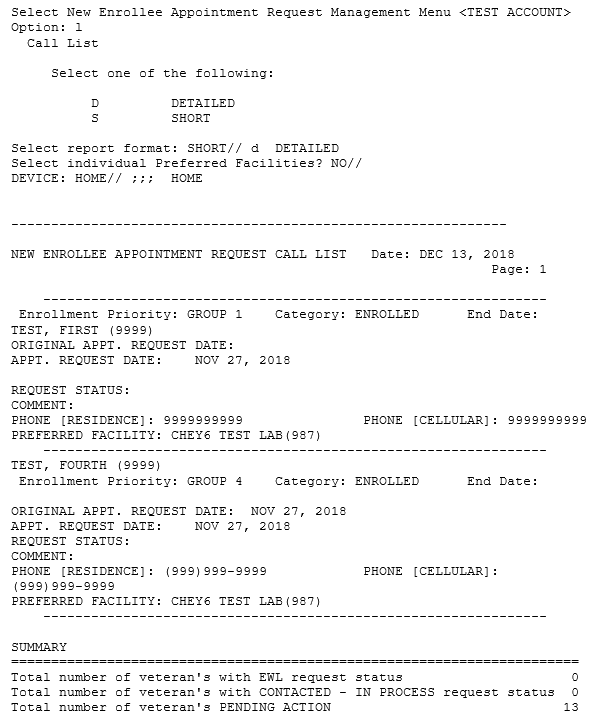 Select New Enrollee Appointment Request Management Menu <TEST ACCOUNT>
Option: 1
  Call List
     Select one of the following:
          D         DETAILED
          S         SHORT
Select report format: SHORT// d  DETAILED
Select individual Preferred Facilities? NO//
DEVICE: HOME// ;;;  HOME
--------------------------------------------------------------
NEW ENROLLEE APPOINTMENT REQUEST CALL LIST   Date: DEC 13, 2018
                                                            Page: 1
    ---------------------------------------------------------------
 Enrollment Priority: GROUP 1    Category: ENROLLED      End Date:
TEST, FIRST (9999)
ORIGINAL APPT. REQUEST DATE:
APPT. REQUEST DATE:    NOV 27, 2018
REQUEST STATUS:
COMMENT:
PHONE [RESIDENCE]: 9999999999               PHONE [CELLULAR]: 9999999999
PREFERRED FACILITY: CHEY6 TEST LAB(987)
    ---------------------------------------------------------------
TEST, FOURTH (9999)
 Enrollment Priority: GROUP 4    Category: ENROLLED      End Date:
ORIGINAL APPT. REQUEST DATE:  NOV 27, 2018
APPT. REQUEST DATE:    NOV 27, 2018
REQUEST STATUS:
COMMENT:
PHONE [RESIDENCE]: (999)999-9999            PHONE [CELLULAR]:
(999)999-9999
PREFERRED FACILITY: CHEY6 TEST LAB(987)
    ---------------------------------------------------------------
SUMMARY
=======================================================================
Total number of veteran's with EWL request status                     0
Total number of veteran's with CONTACTED - IN PROCESS request status  0
Total number of veteran's PENDING ACTION                             13